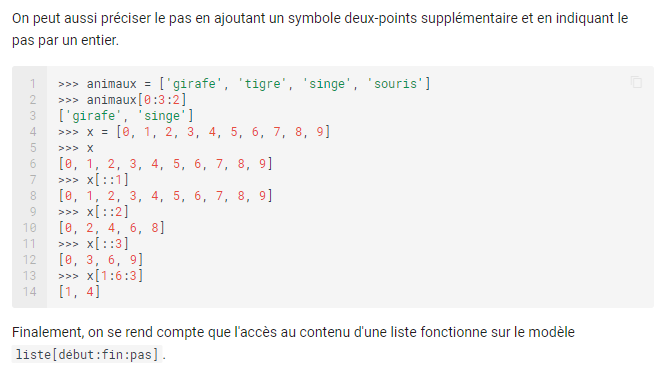 On peut aussi préciser le pas en ajoutant un symbole deux-points supplémentaire et en indiquant le
pas par un entier.
1 >>> animaux = ['girafe', 'tigre', 'singe', 'souris']
2 >>> animaux[0:3:2]
3 ['girafe', 'singe']
4 >>> x = [0, 1, 2, 3, 4, 5, 6, 7, 8, 9]
5 >>> x
6 [0, 1, 2, 3, 4, 5, 6, 7, 8, 9]
7 >>> x[::1]
8 [0, 1, 2, 3, 4, 5, 6, 7, 8, 9]
9 >>> x[::2]
10 [0, 2, 4, 6, 8]
11 >>> x[::3]
12 [0, 3, 6, 9]
13 >>> x[1:6:3]
14 [1, 4]
Finalement, on se rend compte que l'accès au contenu d'une liste fonctionne sur le modèle
liste[début:fin:pas].